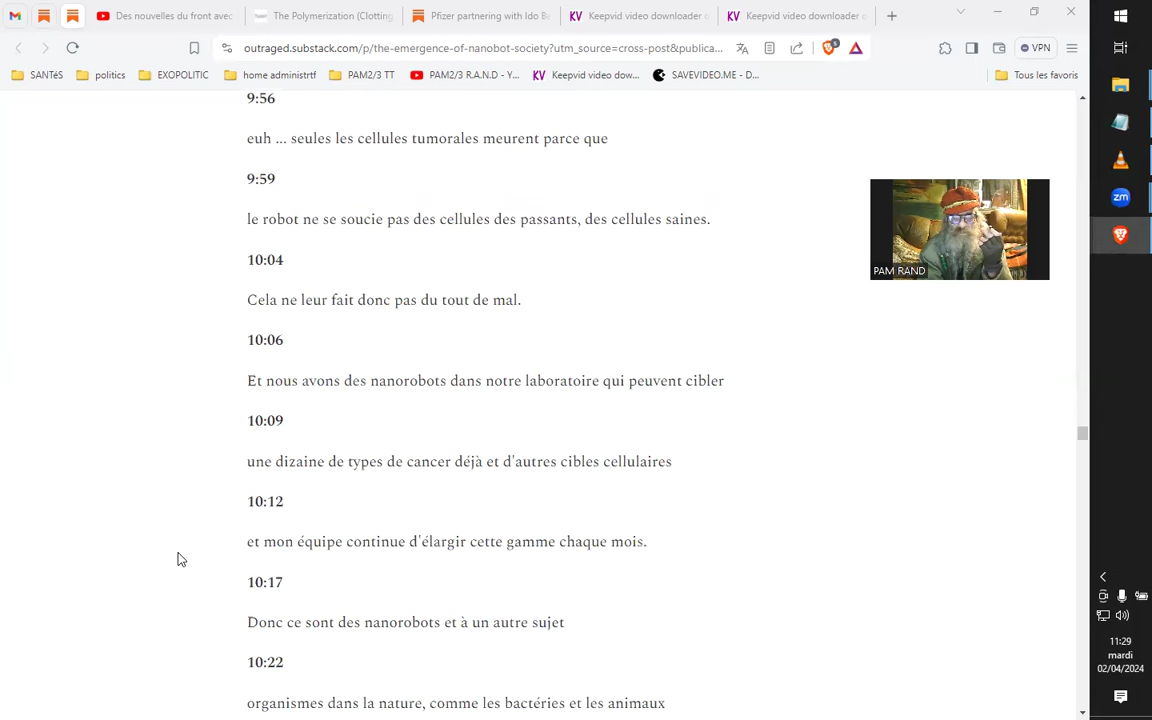 Des nouvelles du front avec
The Polymerization (Clotting
Pfizer partnering with Ido Be
Keepvid video downloader o
Keepvid video downloader o
outraged.substack.com/p/the-emergence-of-nanobot-society?utm_source=cross-post&publica...
5
VPN
SANTéS
politics
EXOPOLITIC
home administrtf
PAM2/3 TT
PAM2/3 R.A.N.D - Y...
Keepvid video dow...
SAVEVIDEO.ME - D...
Tous les favoris
9:56
euh ... seules les cellules tumorales meurent parce que
9:59
le robot ne se soucie pas des cellules des passants, des cellules saines.
10:04
Cela ne leur fait donc pas du tout de mal.
10:06
Et nous avons des nanorobots dans notre laboratoire qui peuvent cibler
10:09
une dizaine de types de cancer déjà et d'autres cibles cellulaires
10:12
et mon équipe continue d'élargir cette gamme chaque mois.
10:17
Donc ce sont des nanorobots et à un autre sujet
10:22
organismes dans la nature, comme les bactéries et les animaux
PAM RAND
zm
11:29
mardi
02/04/2024